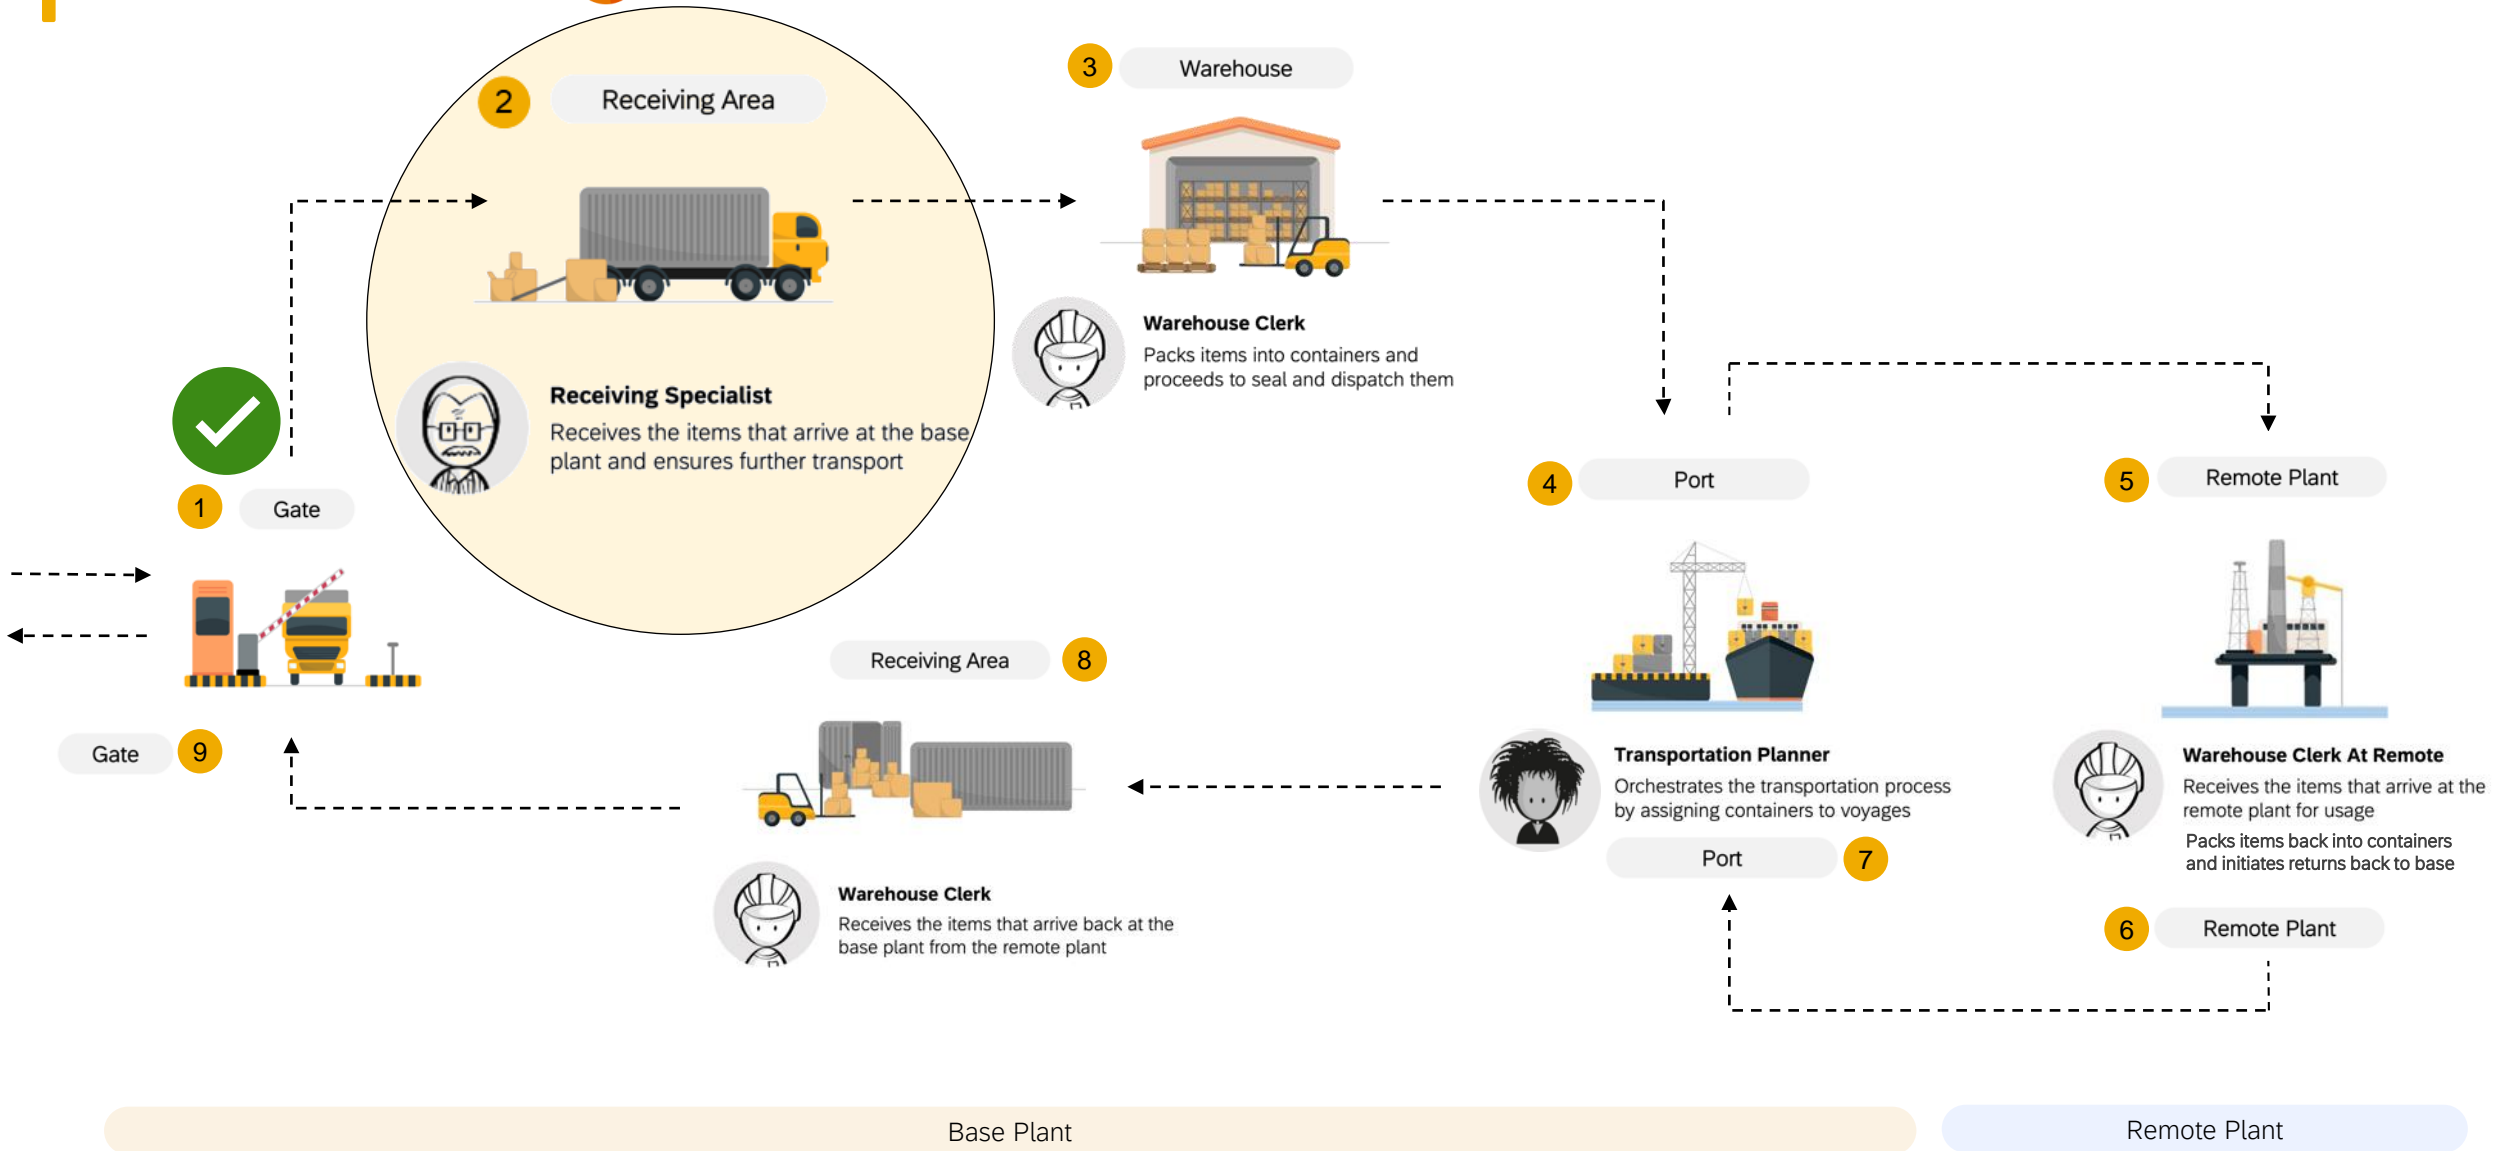 2
Receiving Area
3
Warehouse
Receiving Specialist
Receives the items that arrive at the base
plant and ensures further transport
Warehouse Clerk
Packs items into containers and
proceeds to seal and dispatch them
1
Gate
4
Port
5
Remote Plant
Transportation Planner
Orchestrates the transportation process
by assigning containers to voyages
Port
7
Warehouse Clerk At Remote
Receives the items that arrive at the
remote plant for usage
Packs items back into containers
and initiates returns back to base
6
Remote Plant
Receiving Area
8
Warehouse Clerk
Receives the items that arrive back at the
base plant from the remote plant
Gate
9
Base Plant
Remote Plant